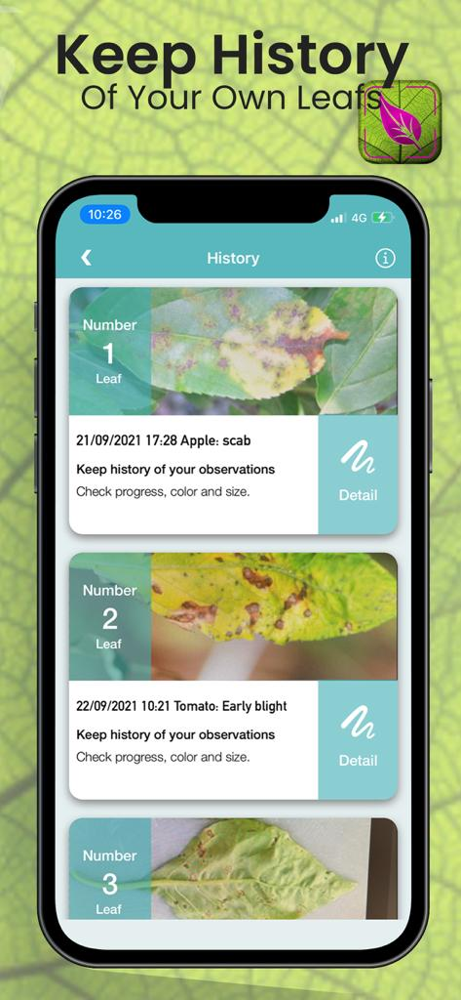 Keep History
Of Your Own Leafs
10:26
4G
History
Number
1
Leaf
21/09/2021 17:28 Apple: scab
Keep history of your observations
Check progress, color and size.
Detail
Number
2
Leaf
22/09/2021 10:21 Tomato: Early blight
Keep history of your observations
Check progress, color and size.
Detail
Number
3
Leaf